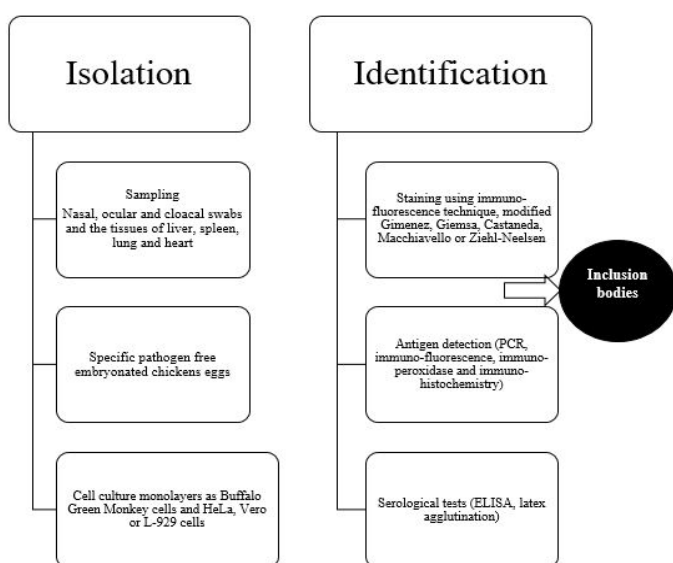 Isolation
Sampling
Nasal, ocular and cloacal swabs
and the tissues of liver, spleen,
lung and heart
Specific pathogen free
embryonated chickens eggs
Cell culture monolayers as Buffalo
Green Monkey cells and HeLa, Vero
or L-929 cells
Identification
Staining using immuno-
fluorescence technique, modified
Gimenez, Giemsa, Castaneda,
Macchiavello or Ziehl-Neelsen
Inclusion
bodies
Antigen detection (PCR,
immuno-fluorescence, immuno-
peroxidase and immuno-
histochemistry)
Serological tests (ELISA, latex
agglutination)